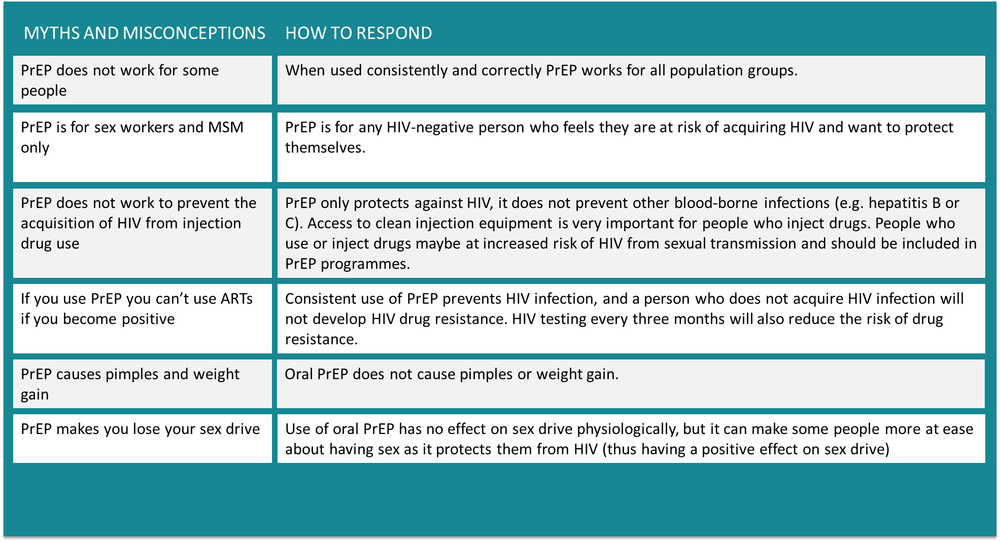 MYTHS AND MISCONCEPTIONS
HOW TO RESPOND
PrEP does not work for some
people
When used consistently and correctly PrEP works for all population groups.
PrEP is for sex workers and MSM
only
PrEP is for any HIV-negative person who feels they are at risk of acquiring HIV and want to protect
themselves.
PrEP does not work to prevent the
acquisition of HIV from injection
drug use
PrEP only protects against HIV, it does not prevent other blood-borne infections (e.g. hepatitis B or
C). Access to clean injection equipment is very important for people who inject drugs. People who
use or inject drugs maybe at increased risk of HIV from sexual transmission and should be included in
PrEP programmes.
If you use PrEP you can’t use ARTs
if you become positive
Consistent use of PrEP prevents HIV infection, and a person who does not acquire HIV infection will
not develop HIV drug resistance. HIV testing every three months will also reduce the risk of drug
resistance.
PrEP causes pimples and weight
gain
Oral PrEP does not cause pimples or weight gain.
PrEP makes you lose your sex drive
Use of oral PrEP has no effect on sex drive physiologically, but it can make some people more at ease
about having sex as it protects them from HIV (thus having a positive effect on sex drive)